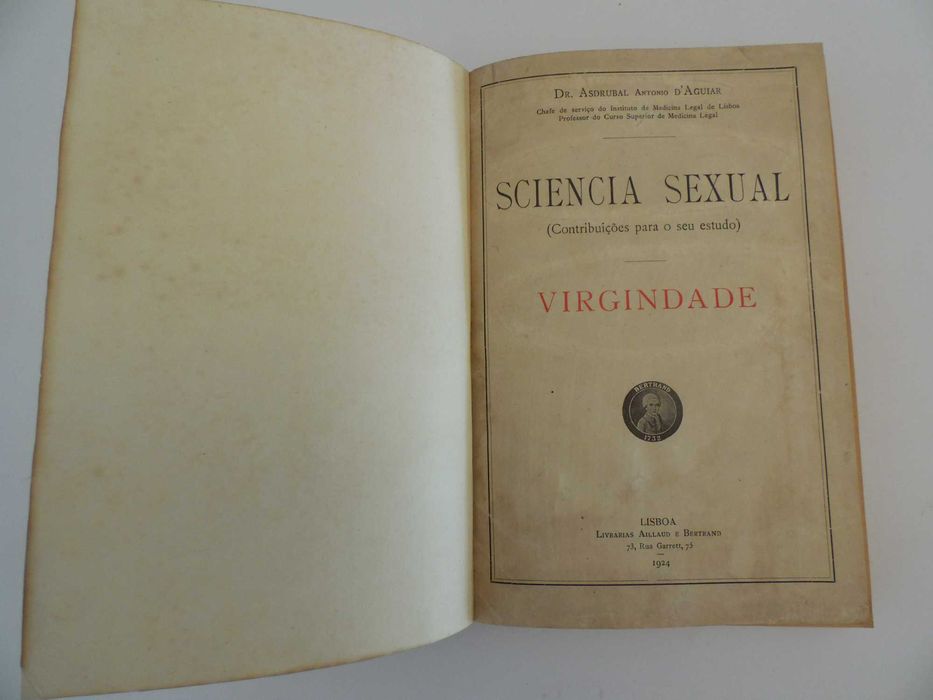 Dr. Asdrubal Antonio d'Aguiar
Chefe de serviço do Instituto de Medicina Legal de Lisboa
Professor do Curso Superior de Medicina Legal
SCIENCIA SEXUAL
(Contribuições para o seu estudo)
VIRGINDADE
BERTRAND
1732
LISBOA
Livrarias Aillaud e Bertrand
73, Rua Garrett, 75
1924